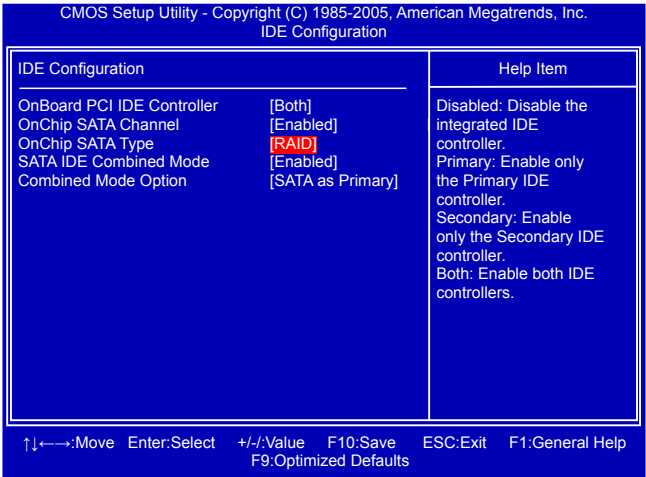 CMOS Setup Utility - Copyright (C) 1985-2005, American Megatrends, Inc.
IDE Configuration
IDE Configuration
OnBoard PCI IDE Controller [Both]
OnChip SATA Channel [Enabled]
OnChip SATA Type [RAID]
SATA IDE Combined Mode [Enabled]
Combined Mode Option [SATA as Primary]
Help Item
Disabled: Disable the
integrated IDE
controller.
Primary: Enable only
the Primary IDE
controller.
Secondary: Enable
only the Secondary IDE
controller.
Both: Enable both IDE
controllers.
↑↓←→:Move Enter:Select +/-/:Value F10:Save ESC:Exit F1:General Help
F9:Optimized Defaults